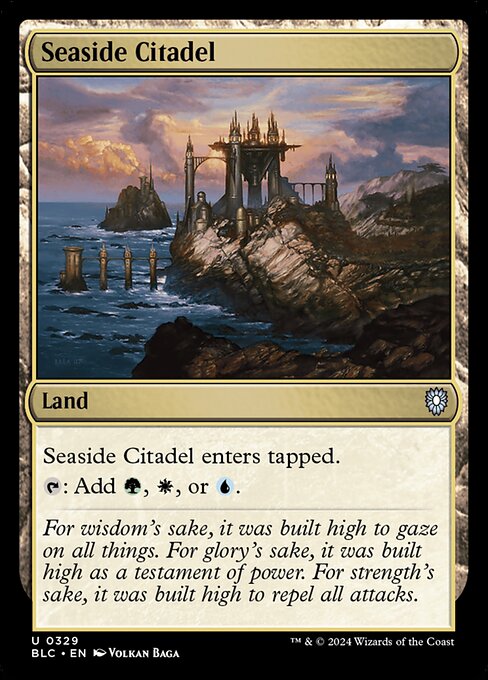 Seaside Citadel
Land
Seaside Citadel enters tapped.
: Add , , or .
For wisdom's sake, it was built high to gaze
on all things. For glory's sake, it was built
high as a testament of power. For strength's
sake, it was built high to repel all attacks.
U 0329
BLC • EN VOLKAN BAGA
™ & © 2024 Wizards of the Coast